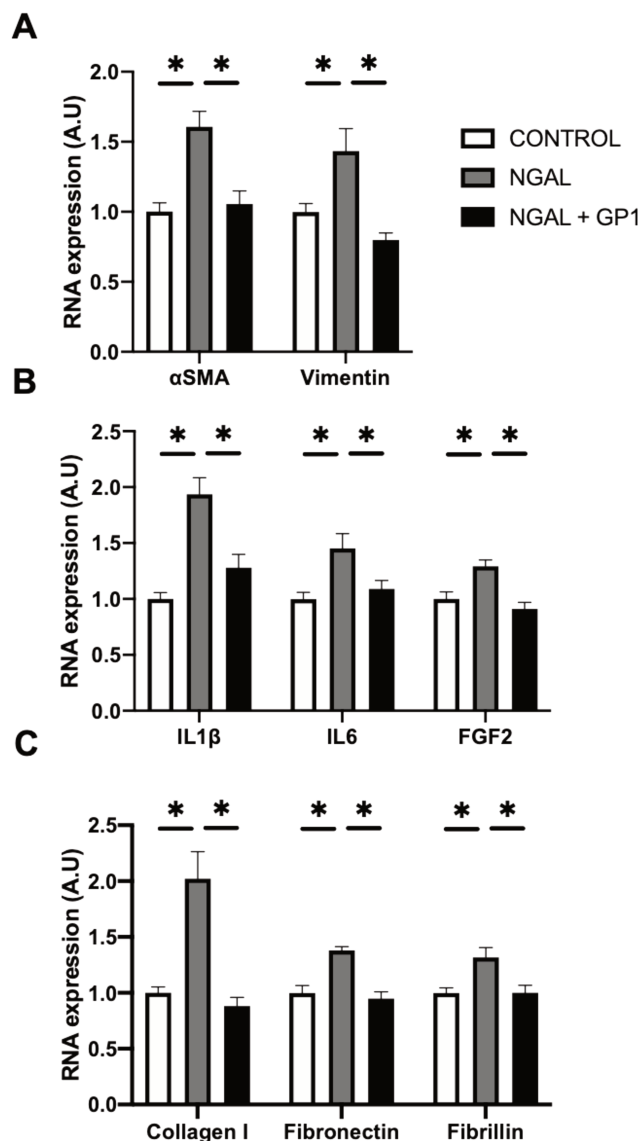 A
* * * *
RNA expression (A.U)
2.0
1.5
1.0
0.5
0.0
αSMA Vimentin
CONTROL
NGAL
NGAL + GP1
B
* * * * * *
RNA expression (A.U)
2.5
2.0
1.5
1.0
0.5
0.0
IL1β IL6 FGF2
C
* * * * * *
RNA expression (A.U)
2.5
2.0
1.5
1.0
0.5
0.0
Collagen I Fibronectin Fibrillin